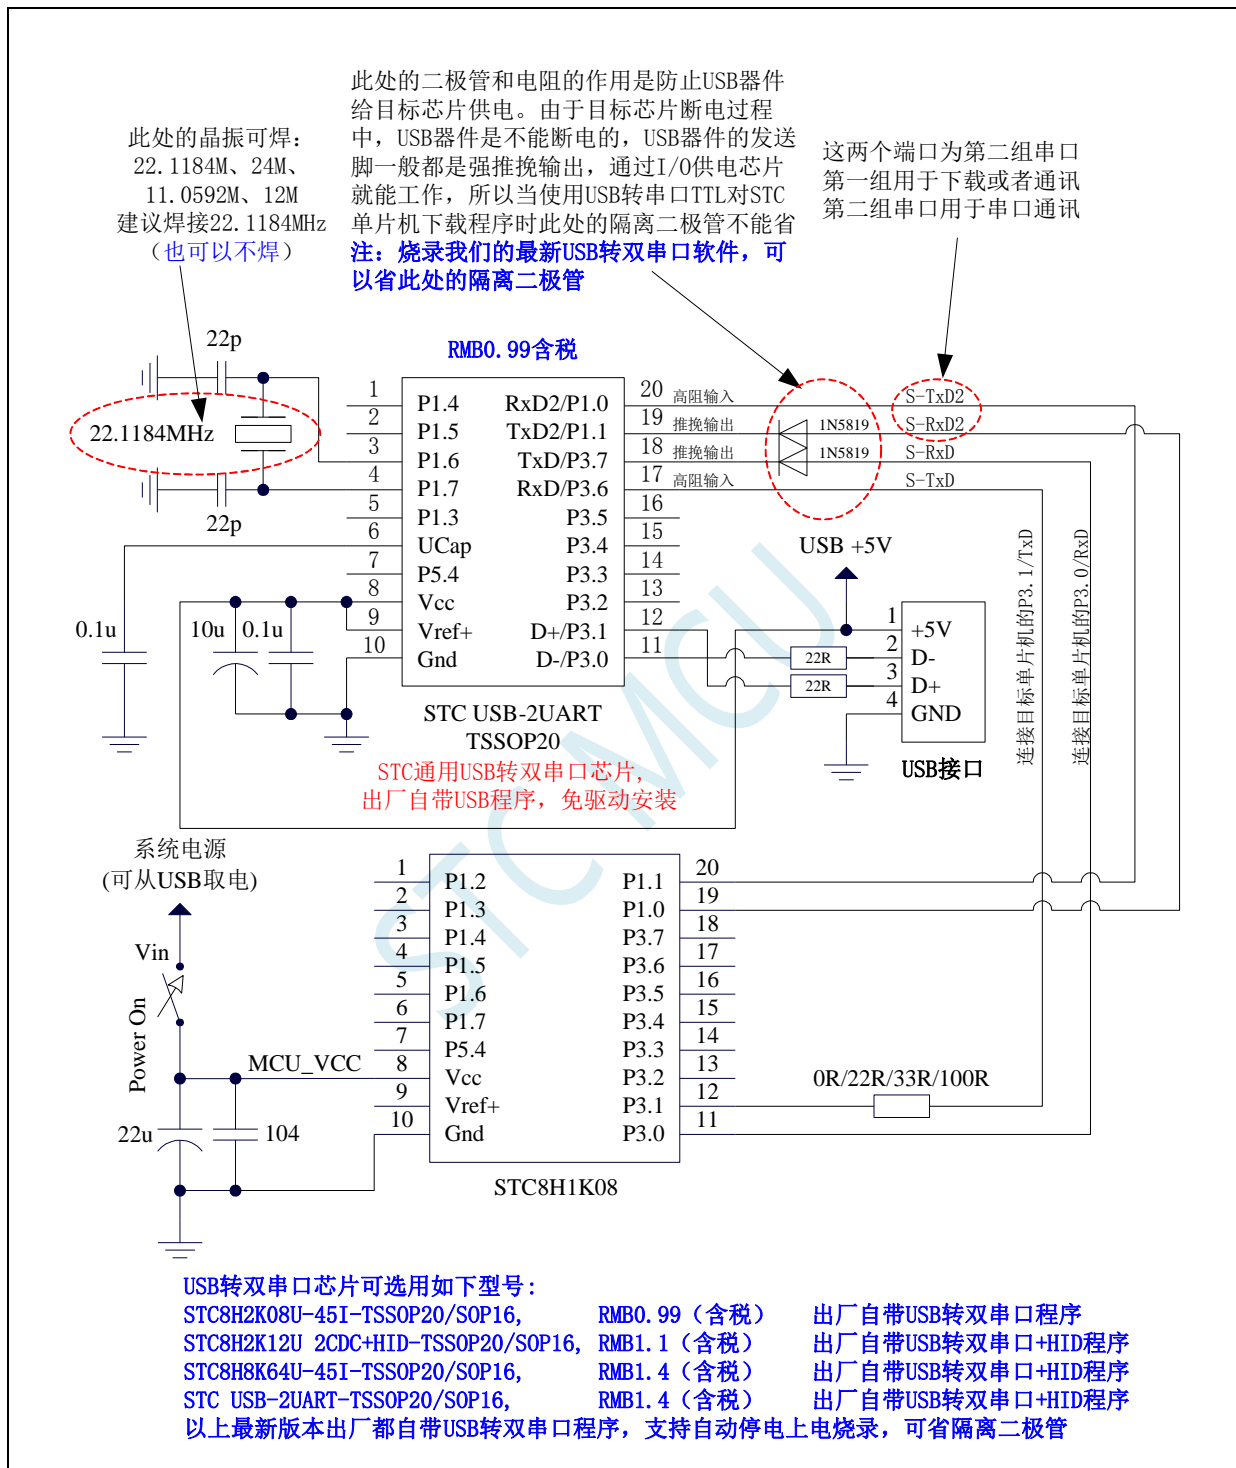 此处的晶振可焊：
22.1184M、24M、
11.0592M、12M
建议焊接22.1184MHz
（也可以不焊）
此处的二极管和电阻的作用是防止USB器件
给目标芯片供电。由于目标芯片断电过程
中，USB器件是不能断电的，USB器件的发送
脚一般都是强推挽输出，通过I/O供电芯片
就能工作，所以当使用USB转串口TTL对STC
单片机下载程序时此处的隔离二极管不能省
注：烧录我们的最新USB转双串口软件，可
以省此处的隔离二极管
这两个端口为第二组串口
第一组用于下载或者通讯
第二组串口用于串口通讯
RMB0.99含税
22p
22.1184MHz
22p
1 P1.4
2 P1.5
3 P1.6
4 P1.7
5 P1.3
6 UCap
7 P5.4
8 Vcc
9 Vref+
10 Gnd
RxD2/P1.0 20 高阻输入 S-TxD2
TxD2/P1.1 19 推挽输出 1N5819 S-RxD2
TxD/P3.7 18 推挽输出 1N5819 S-RxD
RxD/P3.6 17 高阻输入 S-TxD
P3.5 16
P3.4 15
P3.3 14
P3.2 13
D+/P3.1 12
D-/P3.0 11
0.1u
10u
0.1u
22R
22R
USB +5V
1 +5V
2 D-
3 D+
4 GND
USB接口
连接目标单片机的P3.1/TxD
连接目标单片机的P3.0/RxD
STC USB-2UART
TSSOP20
STC通用USB转双串口芯片,
出厂自带USB程序，免驱动安装
STC MCU
系统电源
(可从USB取电)
Vin
Power On
MCU_VCC
22u
104
1 P1.2
2 P1.3
3 P1.4
4 P1.5
5 P1.6
6 P1.7
7 P5.4
8 Vcc
9 Vref+
10 Gnd
P1.1 20
P1.0 19
P3.7 18
P3.6 17
P3.5 16
P3.4 15
P3.3 14
P3.2 13
P3.1 12
P3.0 11
0R/22R/33R/100R
STC8H1K08
USB转双串口芯片可选用如下型号：
STC8H2K08U-45I-TSSOP20/SOP16, RMB0.99（含税） 出厂自带USB转双串口程序
STC8H2K12U 2CDC+HID-TSSOP20/SOP16, RMB1.1（含税） 出厂自带USB转双串口+HID程序
STC8H8K64U-45I-TSSOP20/SOP16, RMB1.4（含税） 出厂自带USB转双串口+HID程序
STC USB-2UART-TSSOP20/SOP16, RMB1.4（含税） 出厂自带USB转双串口+HID程序
以上最新版本出厂都自带USB转双串口程序，支持自动停电上电烧录，可省隔离二极管